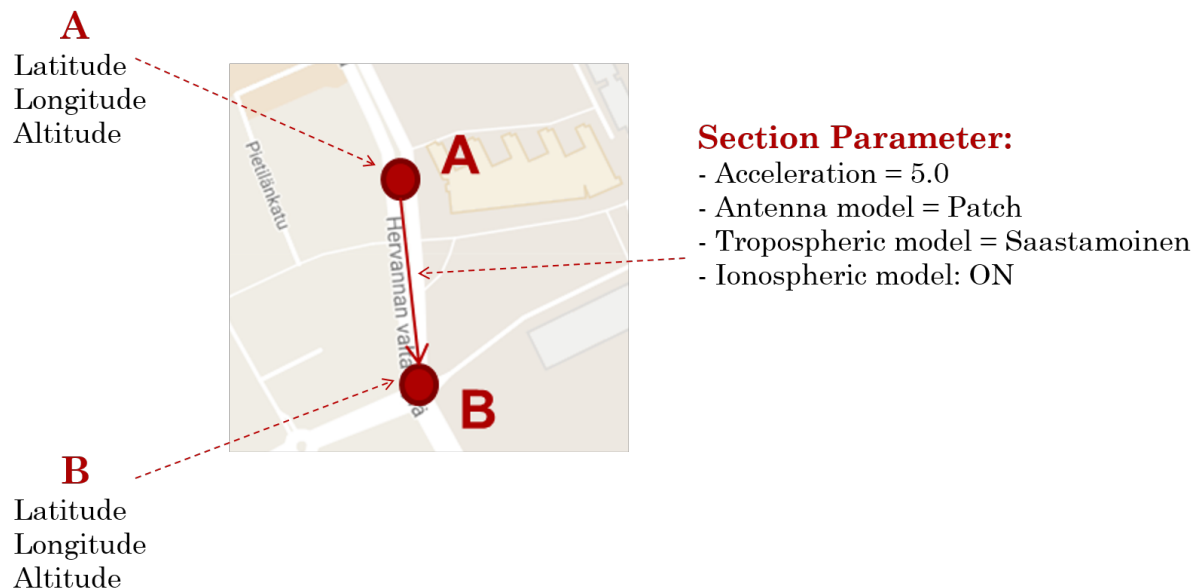 A
Latitude
Longitude
Altitude
Pietilänkatu
A
Hervannan valta
B
Section Parameter:
- Acceleration = 5.0
- Antenna model = Patch
- Tropospheric model = Saastamoinen
- Ionospheric model: ON
B
Latitude
Longitude
Altitude